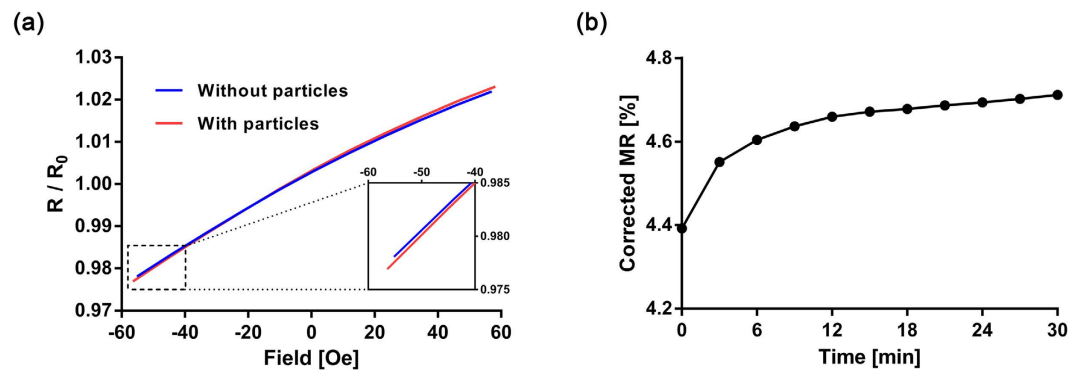 (a)
1.03
1.02
1.01
1.00
0.99
0.98
0.97
R / R0
Without particles
With particles
-60 -50 -40
0.985
0.980
0.975
-60 -40 -20 0 20 40 60
Field [Oe]
(b)
4.8
4.6
4.4
4.2
Corrected MR [%]
0 6 12 18 24 30
Time [min]